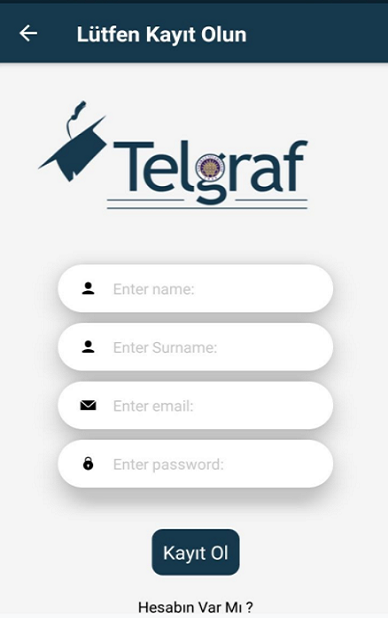 Lütfen Kayıt Olun
Telgraf
Enter name:
Enter Surname:
Enter email:
Enter password:
Kayıt Ol
Hesabın Var Mı ?